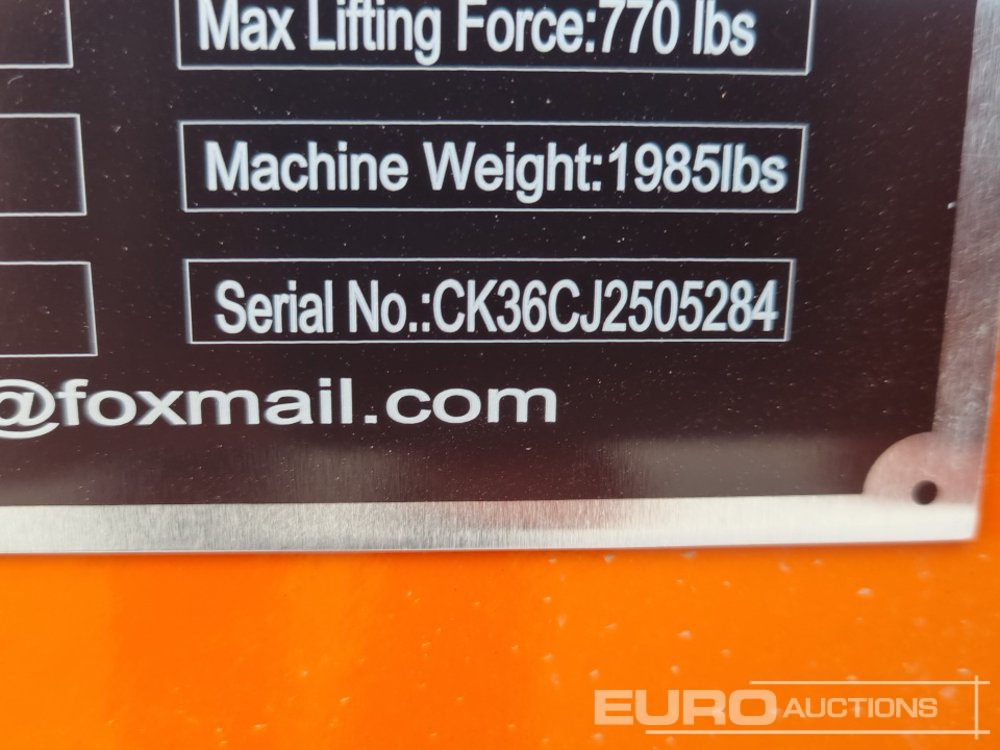 Max Lifting Force:770 lbs
Machine Weight:1985lbs
Serial No.:CK36CJ2505284
@foxmail.com
EURO AUCTIONS